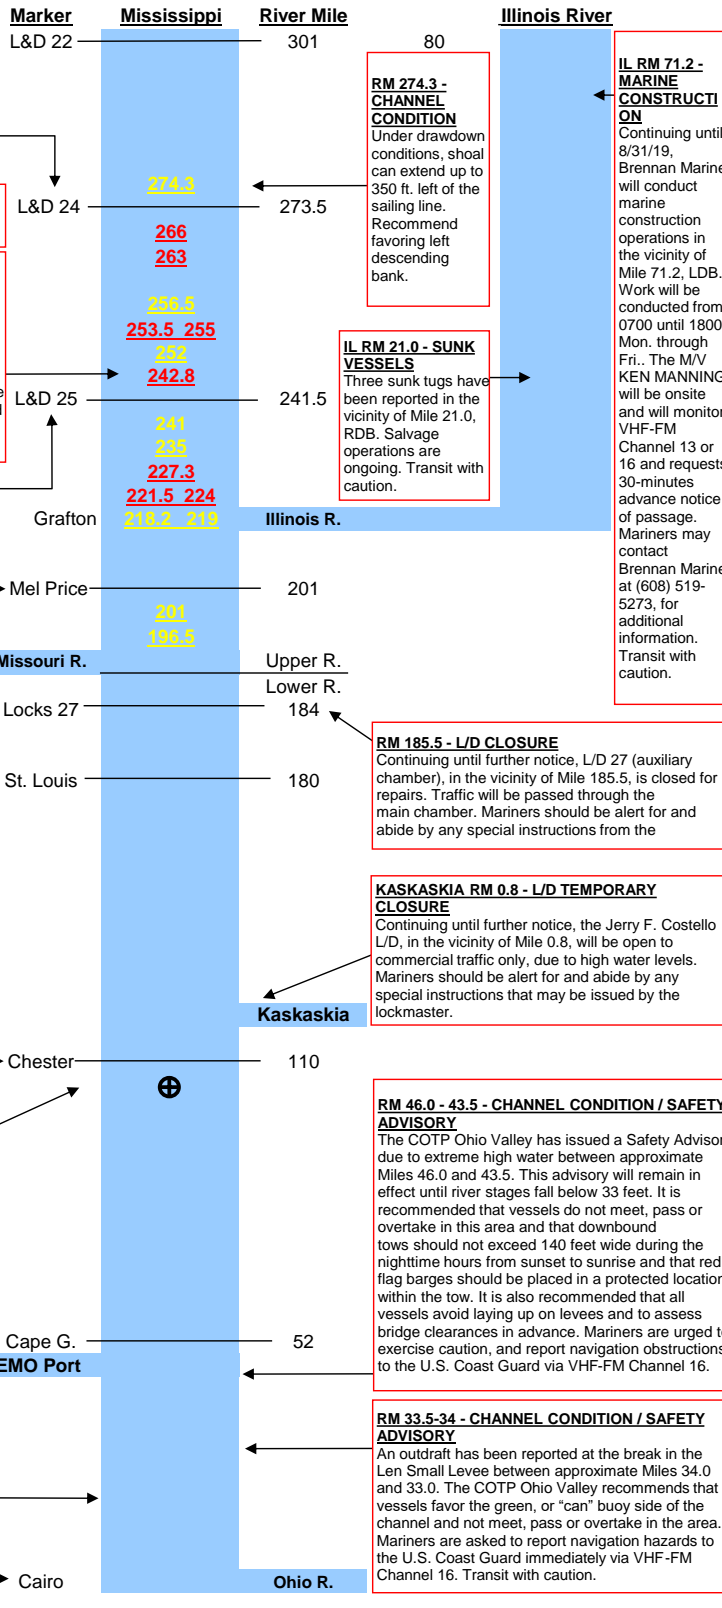 Marker Mississippi River Mile Illinois River
L&D 22 301 80
RM 274.3 -
CHANNEL
CONDITION
Under drawdown
conditions, shoal
can extend up to
350 ft. left of the
sailing line.
Recommend
favoring left
descending
bank.
IL RM 71.2 -
MARINE
CONSTRUCTI
ON
Continuing until
8/31/19,
Brennan Marine
will conduct
marine
construction
operations in
the vicinity of
Mile 71.2, LDB.
Work will be
conducted from
0700 until 1800
Mon. through
Fri.. The M/V
KEN MANNING
will be onsite
and will monitor
VHF-FM
Channel 13 or
16 and requests
30-minutes
advance notice
of passage.
Mariners may
contact
Brennan Marine
at (608) 519-
5273, for
additional
information.
Transit with
caution.
274.3
L&D 24 273.5
266
263
256.5
253.5 255
252
242.8
L&D 25 241.5
IL RM 21.0 - SUNK
VESSELS
Three sunk tugs have
been reported in the
vicinity of Mile 21.0,
RDB. Salvage
operations are
ongoing. Transit with
caution.
241
235
227.3
221.5 224
Grafton 218.2 219 Illinois R.
Mel Price 201
201
196.5
Missouri R. Upper R.
Lower R.
Locks 27 184
RM 185.5 - L/D CLOSURE
Continuing until further notice, L/D 27 (auxiliary
chamber), in the vicinity of Mile 185.5, is closed for
repairs. Traffic will be passed through the
main chamber. Mariners should be alert for and
abide by any special instructions from the
St. Louis 180
KASKASKIA RM 0.8 - L/D TEMPORARY
CLOSURE
Continuing until further notice, the Jerry F. Costello
L/D, in the vicinity of Mile 0.8, will be open to
commercial traffic only, due to high water levels.
Mariners should be alert for and abide by any
special instructions that may be issued by the
lockmaster.
Kaskaskia
Chester 110
RM 46.0 - 43.5 - CHANNEL CONDITION / SAFETY
ADVISORY
The COTP Ohio Valley has issued a Safety Advisor
due to extreme high water between approximate
Miles 46.0 and 43.5. This advisory will remain in
effect until river stages fall below 33 feet. It is
recommended that vessels do not meet, pass or
overtake in this area and that downbound
tows should not exceed 140 feet wide during the
nighttime hours from sunset to sunrise and that red
flag barges should be placed in a protected location
within the tow. It is also recommended that all
vessels avoid laying up on levees and to assess
bridge clearances in advance. Mariners are urged to
exercise caution, and report navigation obstructions
to the U.S. Coast Guard via VHF-FM Channel 16.
Cape G. 52
EMO Port
RM 33.5-34 - CHANNEL CONDITION / SAFETY
ADVISORY
An outdraft has been reported at the break in the
Len Small Levee between approximate Miles 34.0
and 33.0. The COTP Ohio Valley recommends that
vessels favor the green, or “can” buoy side of the
channel and not meet, pass or overtake in the area.
Mariners are asked to report navigation hazards to
the U.S. Coast Guard immediately via VHF-FM
Channel 16. Transit with caution.
Cairo Ohio R.